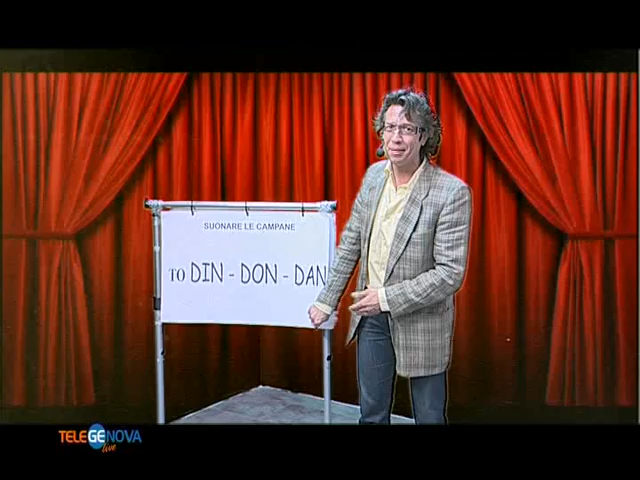 SUONARE LE CAMPANE
TO DIN - DON - DAN
TELEGENOVA
live